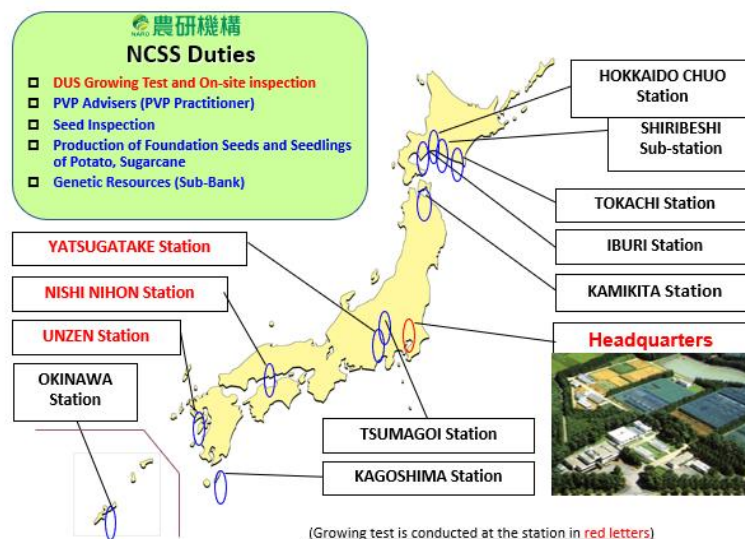 NARO 農研機構
NCSS Duties
DUS Growing Test and On-site inspection
PVP Advisers (PVP Practitioner)
Seed Inspection
Production of Foundation Seeds and Seedlings
of Potato, Sugarcane
Genetic Resources (Sub-Bank)
HOKKAIDO CHUO
Station
SHIRIBESHI
Sub-station
TOKACHI Station
IBURI Station
KAMIKITA Station
Headquarters
YATSUGATAKE Station
NISHI NIHON Station
UNZEN Station
OKINAWA
Station
TSUMAGOI Station
KAGOSHIMA Station
(Growing test is conducted at the station in red letters)